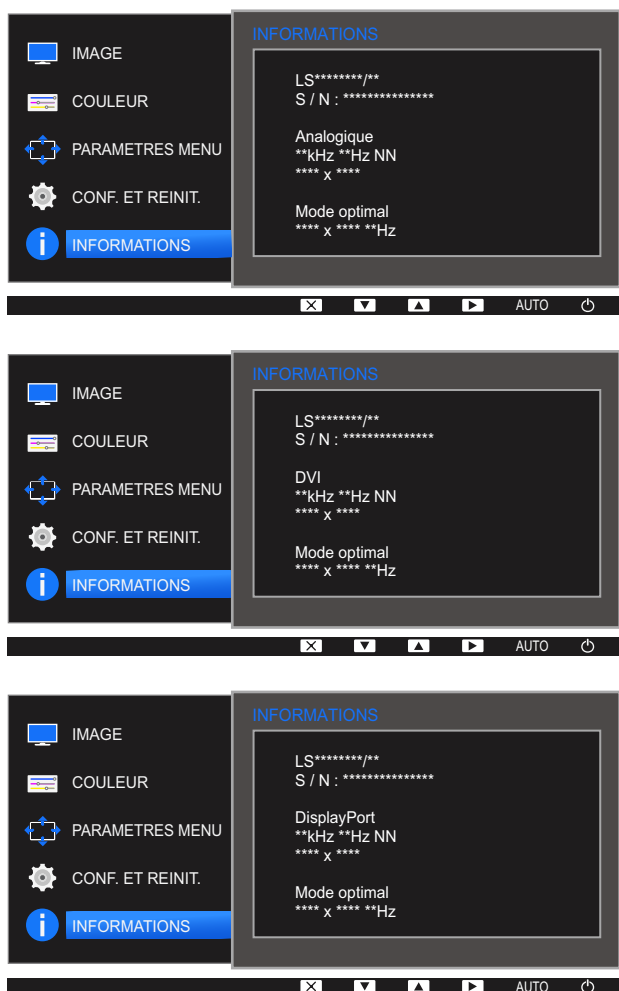 INFORMATIONS
IMAGE
COULEUR
PARAMETRES MENU
CONF. ET REINIT.
INFORMATIONS
LS********/**
S / N : ***************
Analogique
**kHz **Hz NN
**** x ****
Mode optimal
**** x **** **Hz
AUTO
INFORMATIONS
IMAGE
COULEUR
PARAMETRES MENU
CONF. ET REINIT.
INFORMATIONS
LS********/**
S / N : ***************
DVI
**kHz **Hz NN
**** x ****
Mode optimal
**** x **** **Hz
AUTO
INFORMATIONS
IMAGE
COULEUR
PARAMETRES MENU
CONF. ET REINIT.
INFORMATIONS
LS********/**
S / N : ***************
DisplayPort
**kHz **Hz NN
**** x ****
Mode optimal
**** x **** **Hz
AUTO